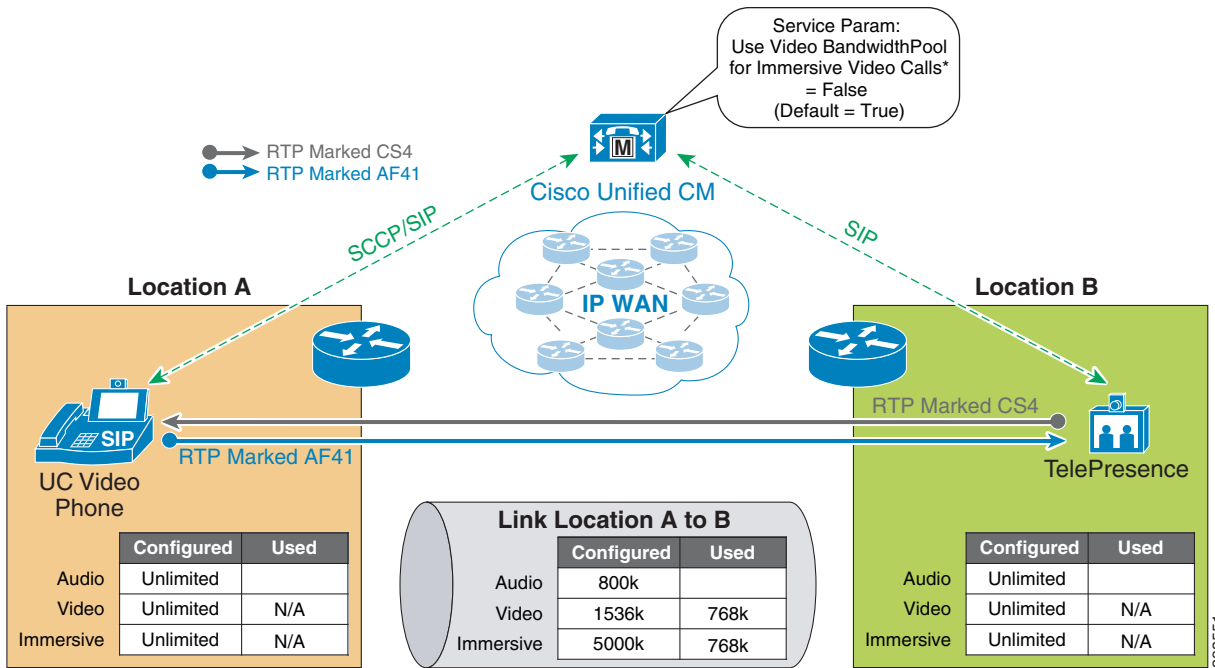 Service Param:
Use Video BandwidthPool
for Immersive Video Calls*
= False
(Default = True)
RTP Marked CS4
RTP Marked AF41
M
Cisco Unified CM
SCCP/SIP
SIP
IP WAN
Location A
Location B
SIP
UC Video
Phone
RTP Marked CS4
RTP Marked AF41
TelePresence
Configured Used
Audio Unlimited
Video Unlimited N/A
Immersive Unlimited N/A
Link Location A to B
Configured Used
Audio 800k
Video 1536k 768k
Immersive 5000k 768k
Configured Used
Audio Unlimited
Video Unlimited N/A
Immersive Unlimited N/A